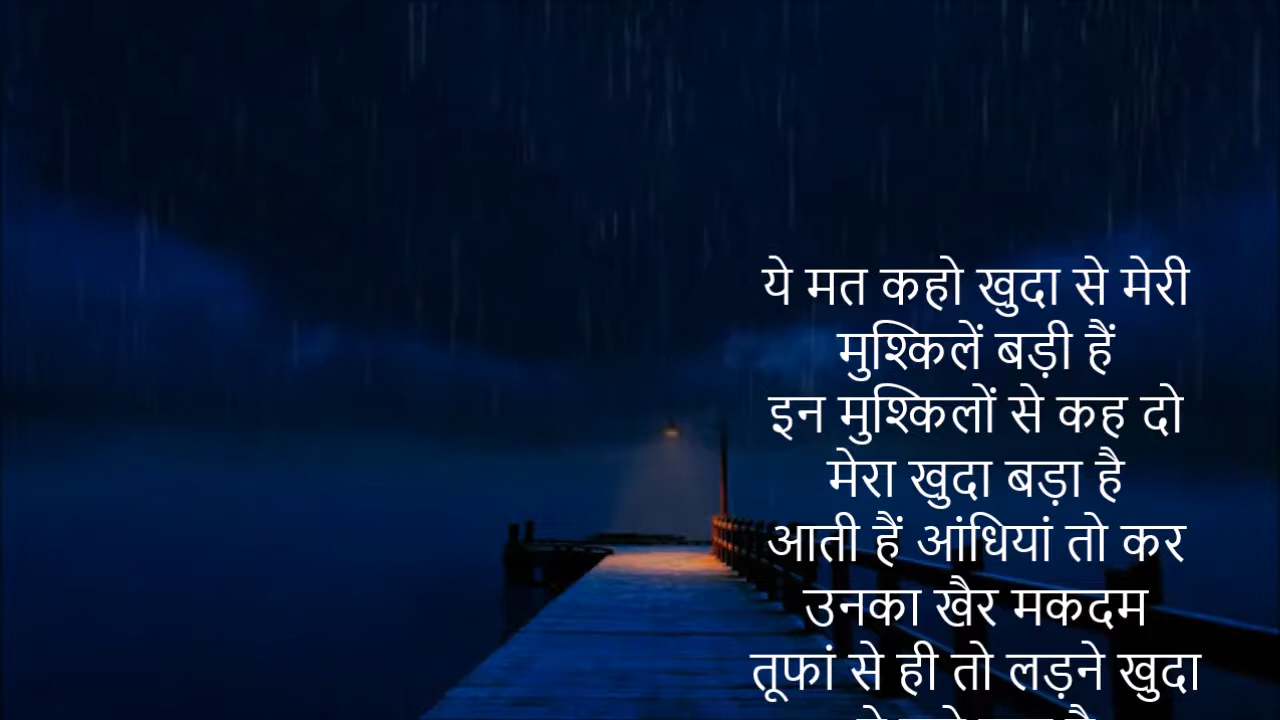 ये मत कहो खुदा से मेरी
मुश्किलें बड़ी हैं
इन मुश्किलों से कह दो
मेरा खुदा बड़ा है
आती हैं आंधियां तो कर
उनका खैर मकदम
तूफां से ही तो लड़ने खुदा